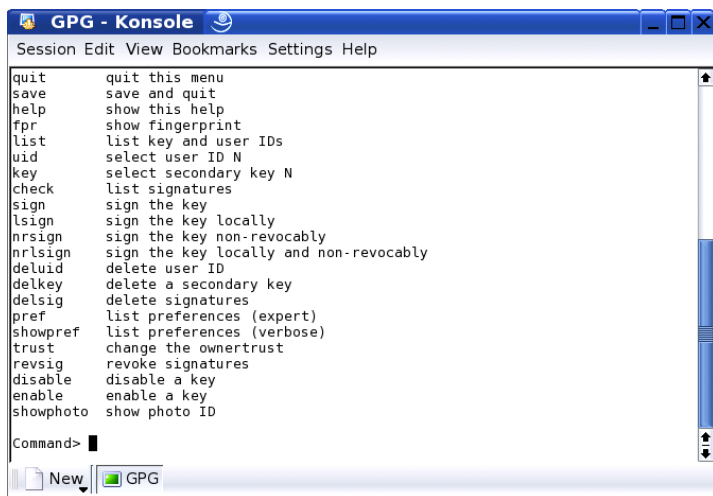 GPG - Konsole
Session Edit View Bookmarks Settings Help
quit quit this menu
save save and quit
help show this help
fpr show fingerprint
list list key and user IDs
uid select user ID N
key select secondary key N
check list signatures
sign sign the key
lsign sign the key locally
nrsign sign the key non-revocably
nrlsign sign the key locally and non-revocably
deluid delete user ID
delkey delete a secondary key
delsig delete signatures
pref list preferences (expert)
showpref list preferences (verbose)
trust change the ownertrust
revsig revoke signatures
disable disable a key
enable enable a key
showphoto show photo ID
Command>
New GPG